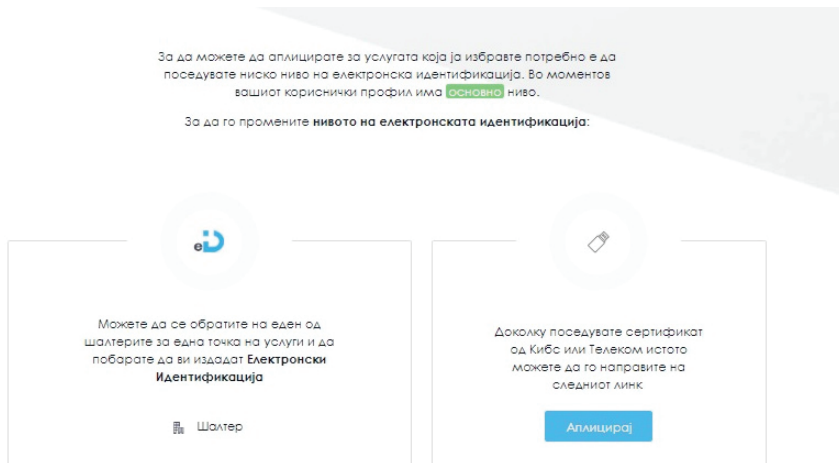 За да можете да аплицирате за услугата која ја избравте потребно е да
поседувате ниско ниво на електронска идентификација. Во моментов
вашиот кориснички профил има основно ниво.
За да го промените нивото на електронската идентификација:
eID
Можете да се обратите на еден од
шалтерите за една точка на услуги и да
побарате да ви издадат Електронски
Идентификација
Шалтер
Доколку поседувате сертификат
од Кибс или Телеком истото
можете да го направите на
следниот линк
Аплицирај